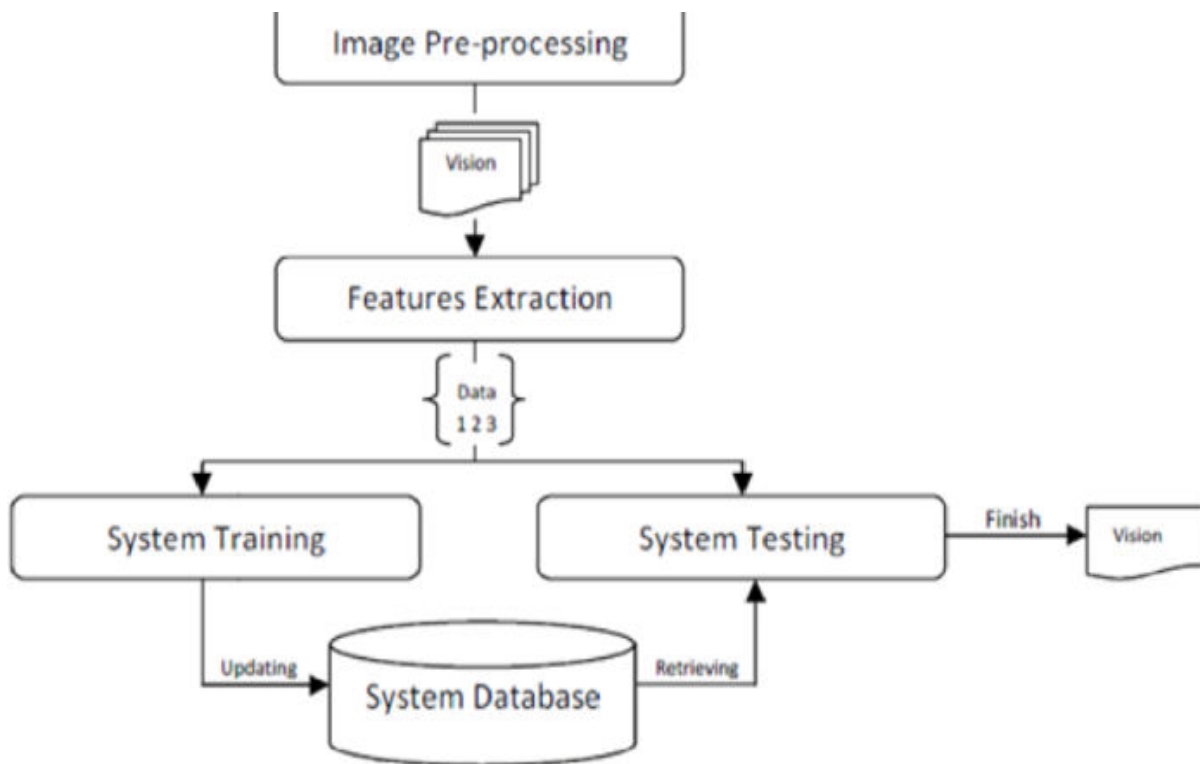 Image Pre-processing
Vision
Features Extraction
Data
1 2 3
System Training
System Testing
Finish
Vision
Updating
System Database
Retrieving